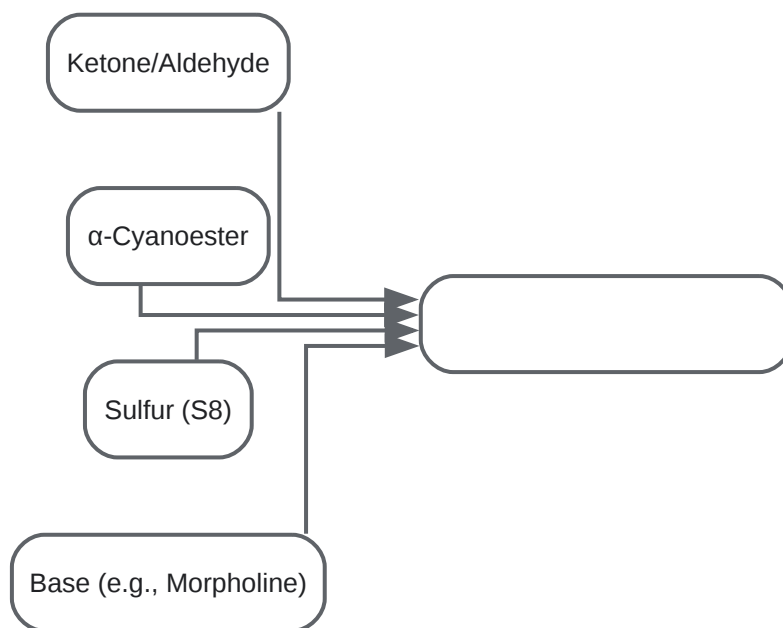 Ketone/Aldehyde
α-Cyanoester
Sulfur (S8)
Base (e.g., Morpholine)